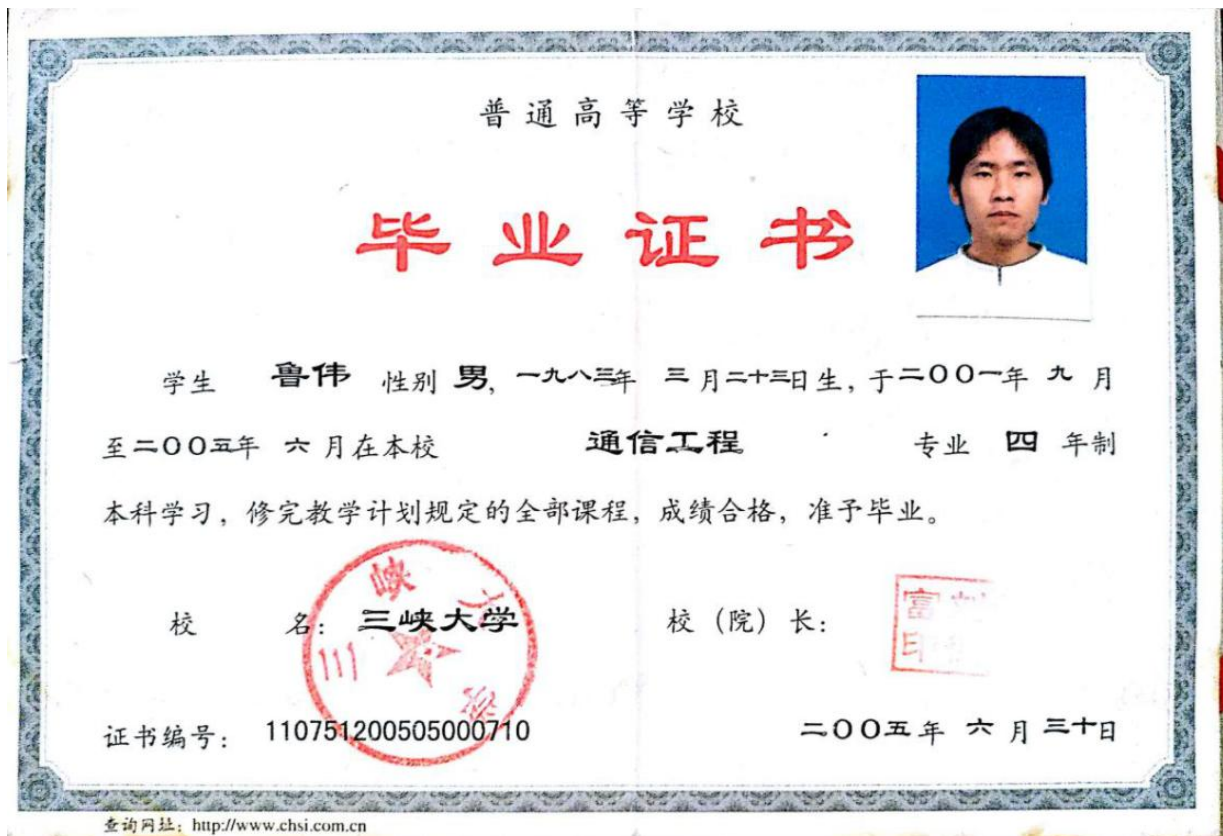 普通高等学校
毕业证书
学生 鲁伟 性别 男, 一九八三年 三月二十三日生, 于二〇〇一年 九月
至二〇〇五年 六月在本校 通信工程 专业 四 年制
本科学习, 修完教学计划规定的全部课程, 成绩合格, 准予毕业。
校 名: 三峡大学 校 (院) 长:
三峡大学
证书编号: 110751200505000710 二〇〇五年 六月三十日
查询网址: http://www.chsi.com.cn